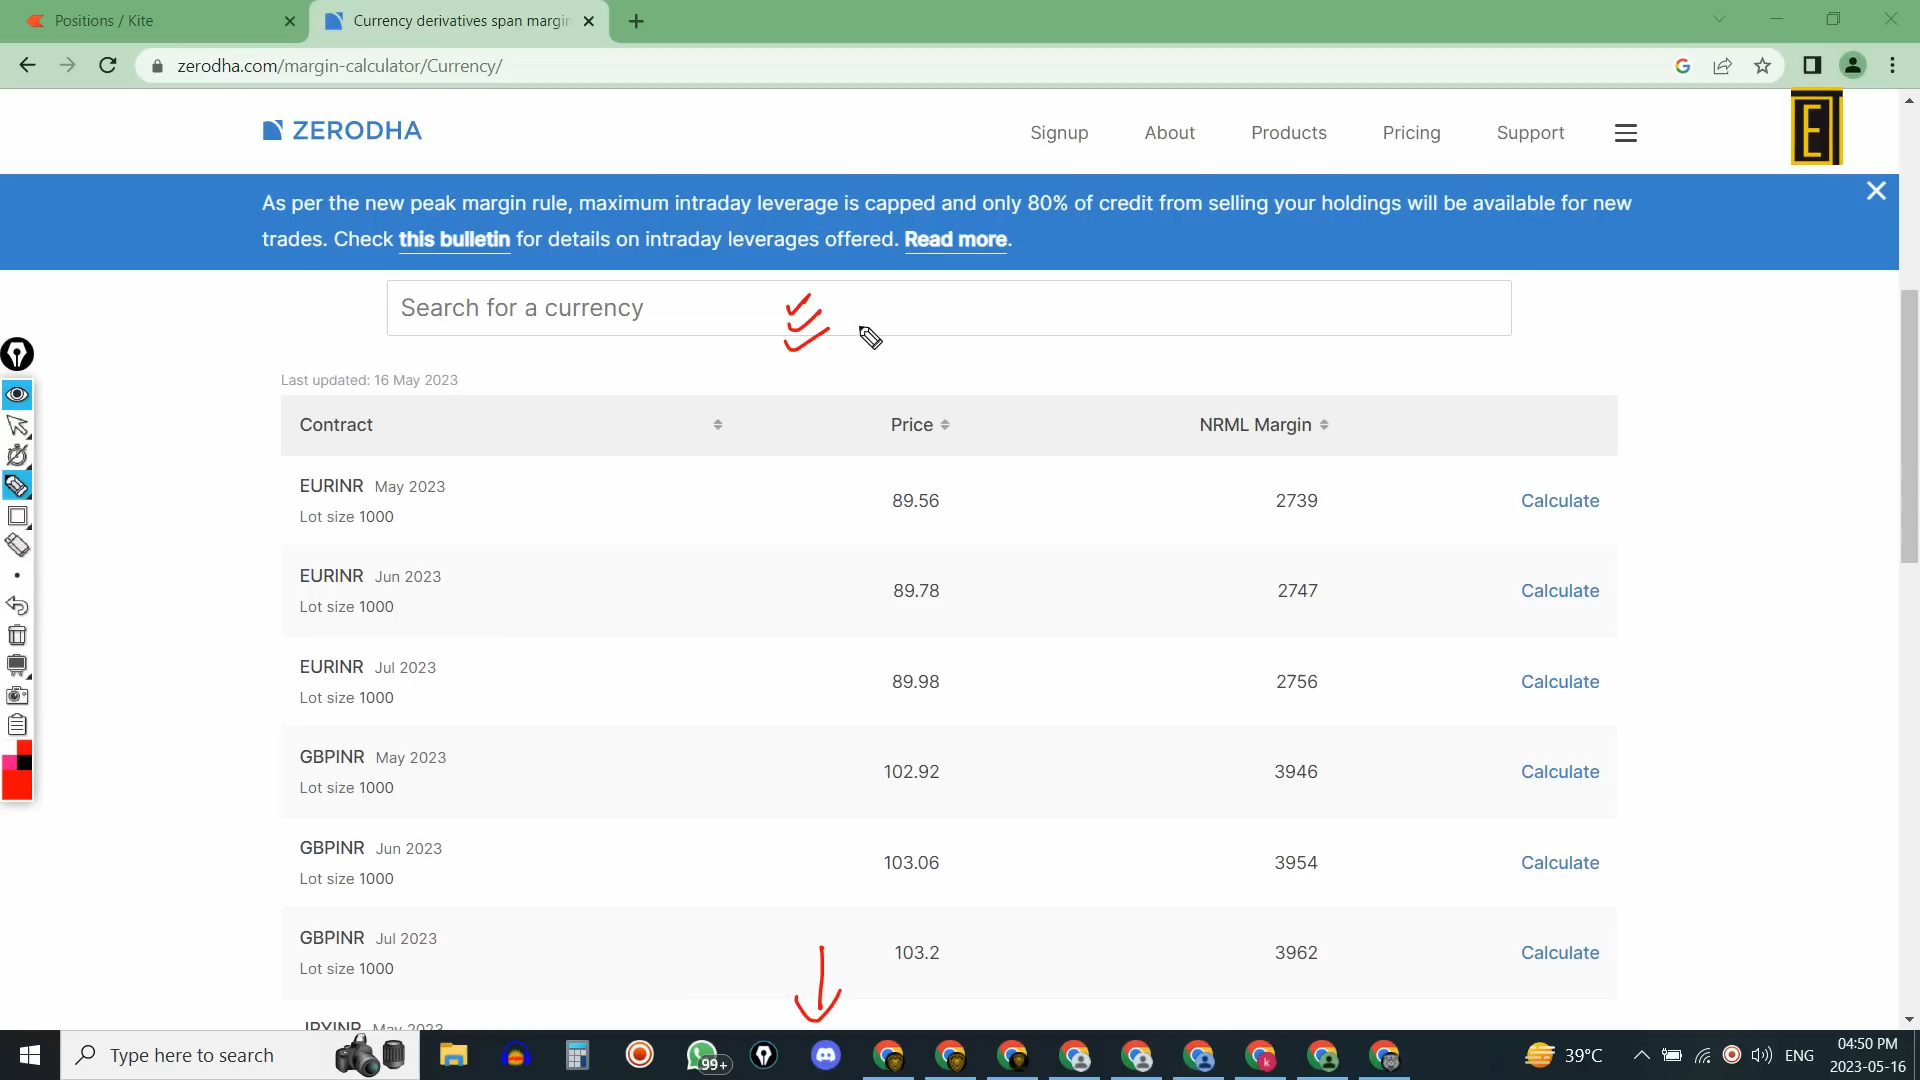 Positions / Kite
Currency derivatives span margin
zerodha.com/margin-calculator/Currency/
G
E
ZERODHA
Signup About Products Pricing Support
As per the new peak margin rule, maximum intraday leverage is capped and only 80% of credit from selling your holdings will be available for new
trades. Check this bulletin for details on intraday leverages offered. Read more.
Search for a currency
Last updated: 16 May 2023
Contract Price NRML Margin
EURINR May 2023
Lot size 1000
89.56 2739 Calculate
EURINR Jun 2023
Lot size 1000
89.78 2747 Calculate
EURINR Jul 2023
Lot size 1000
89.98 2756 Calculate
GBPINR May 2023
Lot size 1000
102.92 3946 Calculate
GBPINR Jun 2023
Lot size 1000
103.06 3954 Calculate
GBPINR Jul 2023
Lot size 1000
103.2 3962 Calculate
JPYINR May 2023
Type here to search
99+
k
39°C
ENG
04:50 PM
2023-05-16